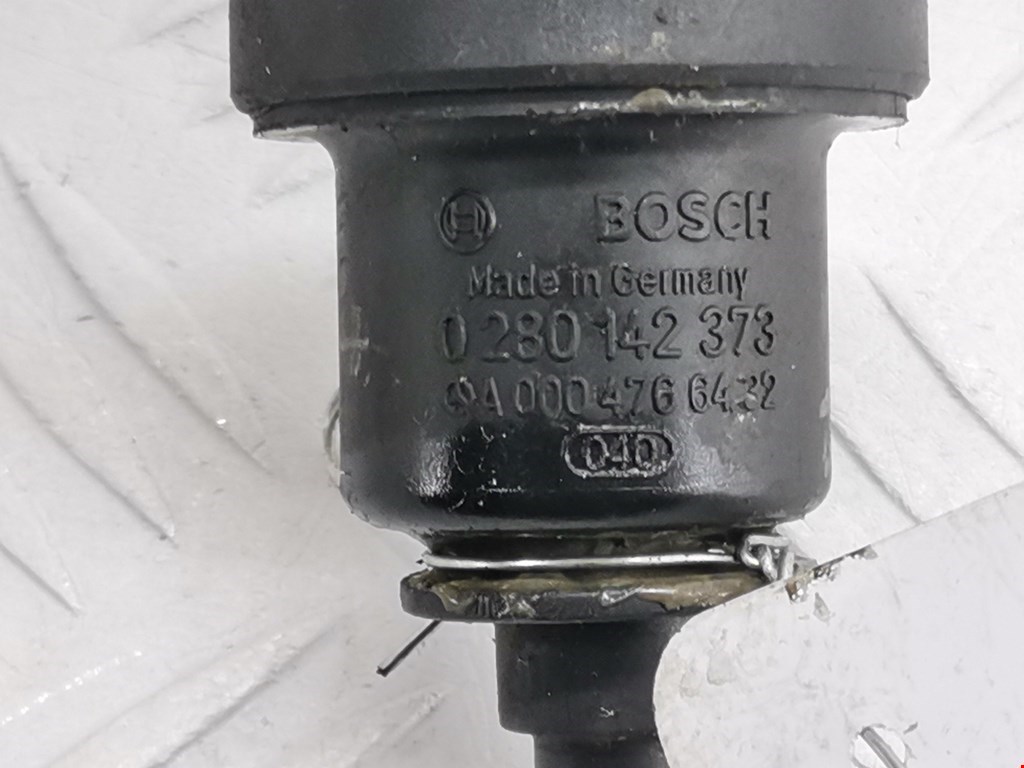 BOSCH
Made in Germany
0 280 142 373
A 000 476 64 32
040